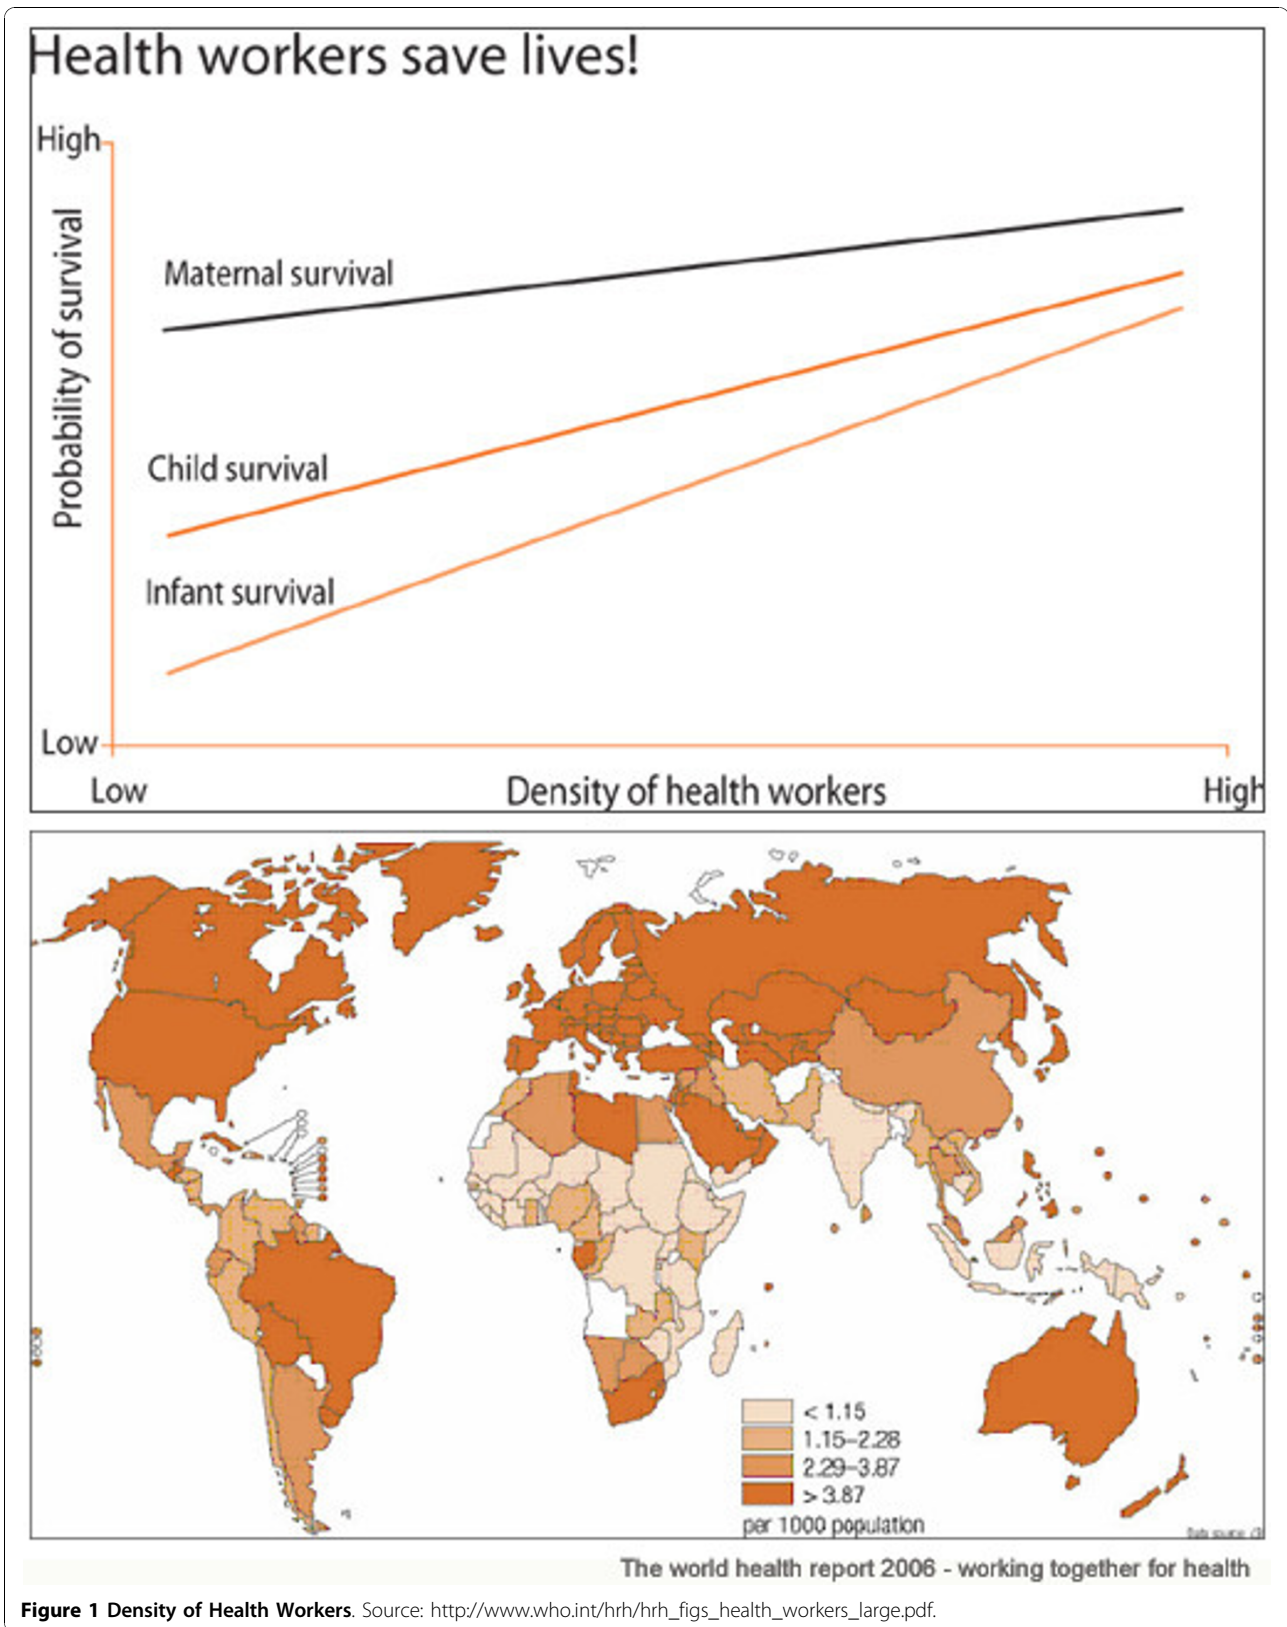 Health workers save lives!
High
Probability of survival
Maternal survival
Child survival
Infant survival
Low
Low
Density of health workers
High
< 1.15
1.15–2.28
2.29–3.87
> 3.87
per 1000 population
Data source:
The world health report 2006 - working together for health
Figure 1 Density of Health Workers. Source: http://www.who.int/hrh/hrh_figs_health_workers_large.pdf.